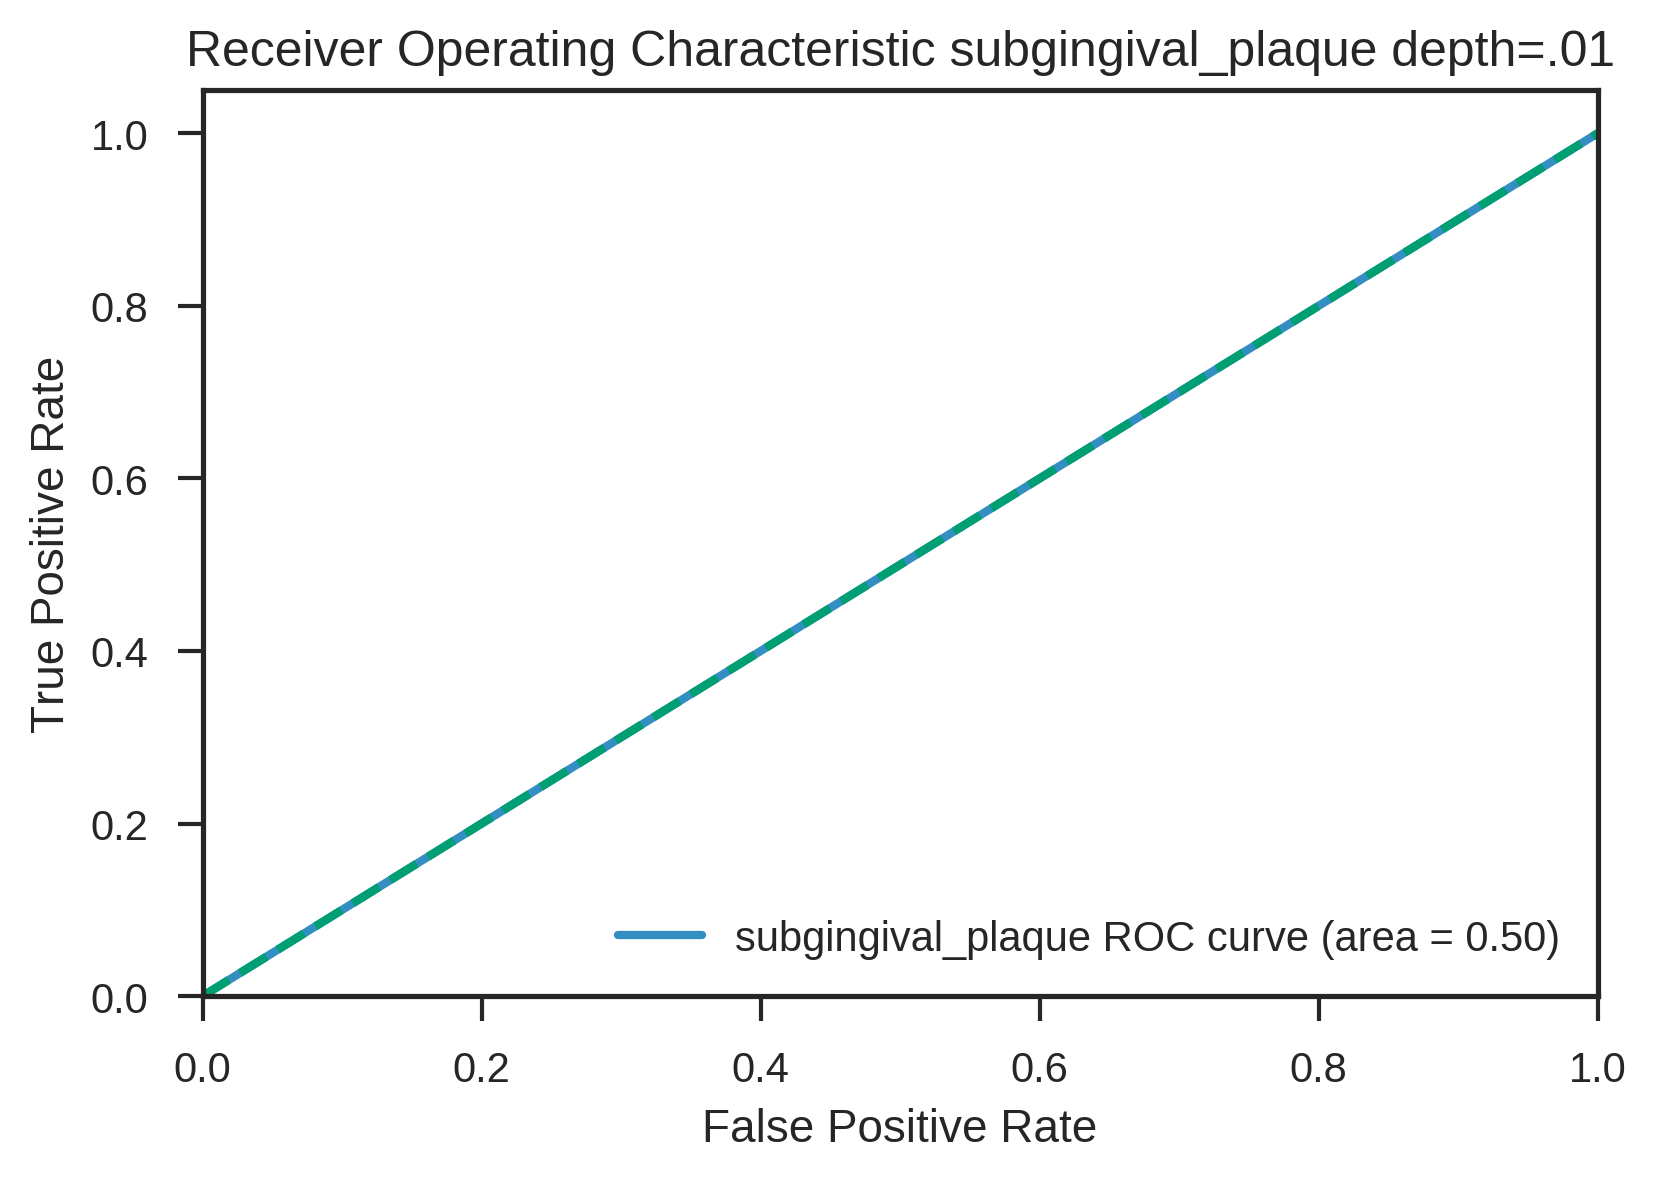 Receiver Operating Characteristic subgingival_plaque depth=.01
True Positive Rate
1.0
0.8
0.6
0.4
0.2
0.0
subgingival_plaque ROC curve (area = 0.50)
0.0 0.2 0.4 0.6 0.8 1.0
False Positive Rate